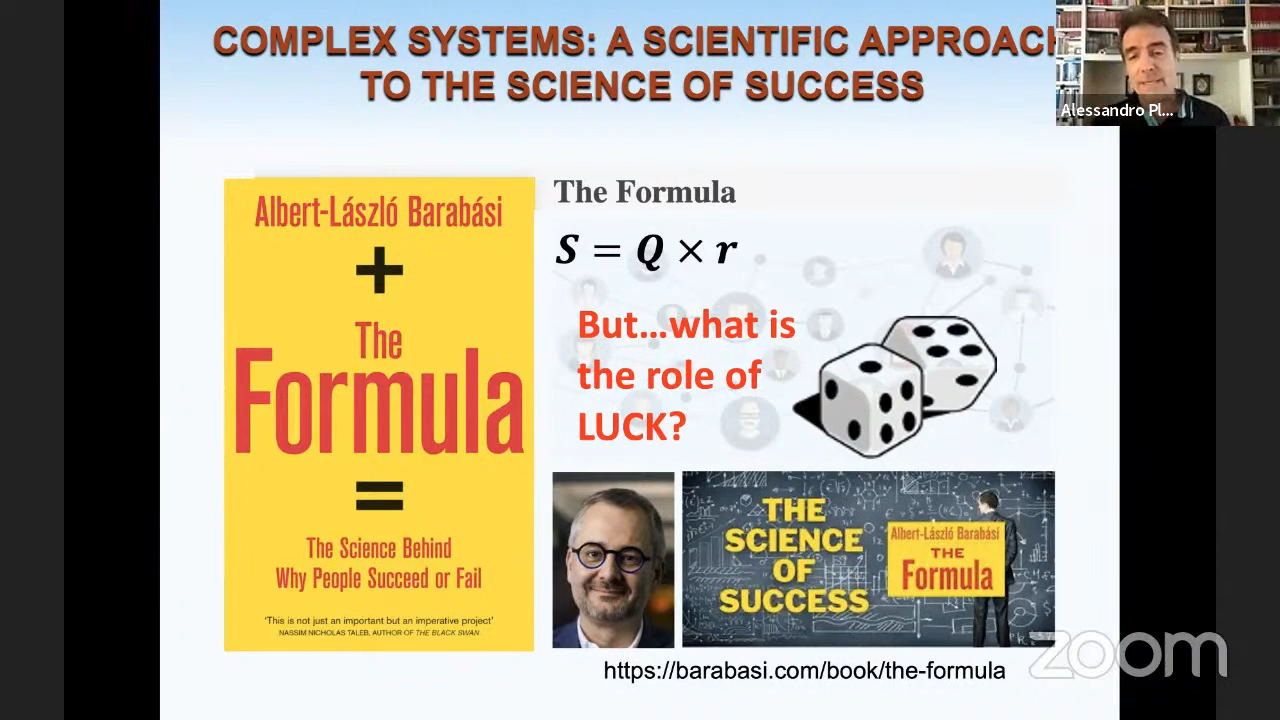 COMPLEX SYSTEMS: A SCIENTIFIC APPROACH
TO THE SCIENCE OF SUCCESS
Alessandro Pl...
Albert-László Barabási
+
The
Formula
=
The Science Behind
Why People Succeed or Fail
'This is not just an important but an imperative project'
NASSIM NICHOLAS TALEB, AUTHOR OF THE BLACK SWAN
The Formula
S = Q × r
But...what is
the role of
LUCK?
THE
SCIENCE
OF
SUCCESS
Albert-László Barabási
THE
Formula
https://barabasi.com/book/the-formula
zoom